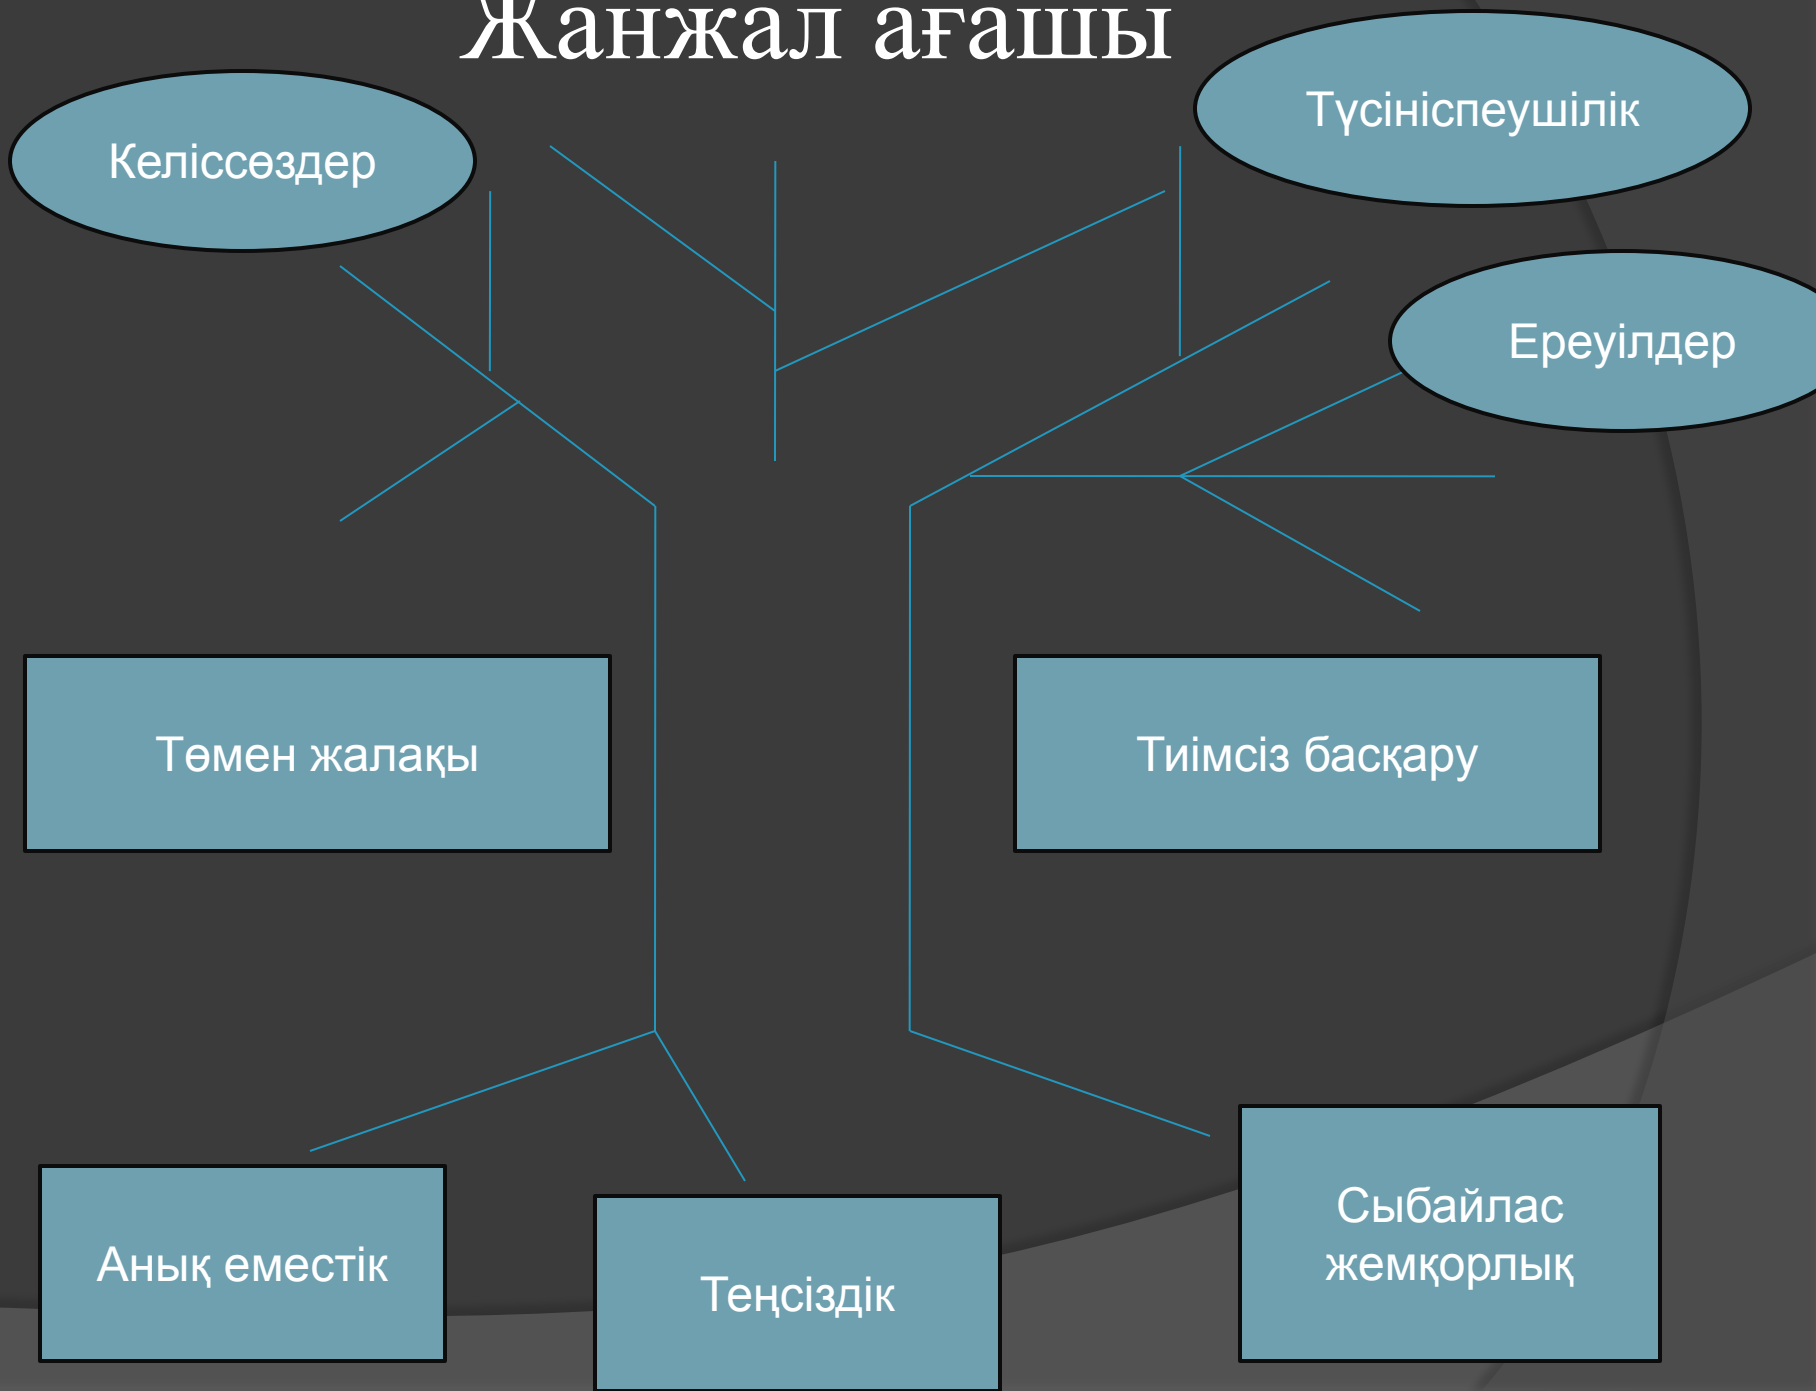 Жанжал ағашы
Келіссөздер
Түсініспеушілік
Ереуілдер
Төмен жалақы
Тиімсіз басқару
Анық еместік
Теңсіздік
Сыбайлас
жемқорлық